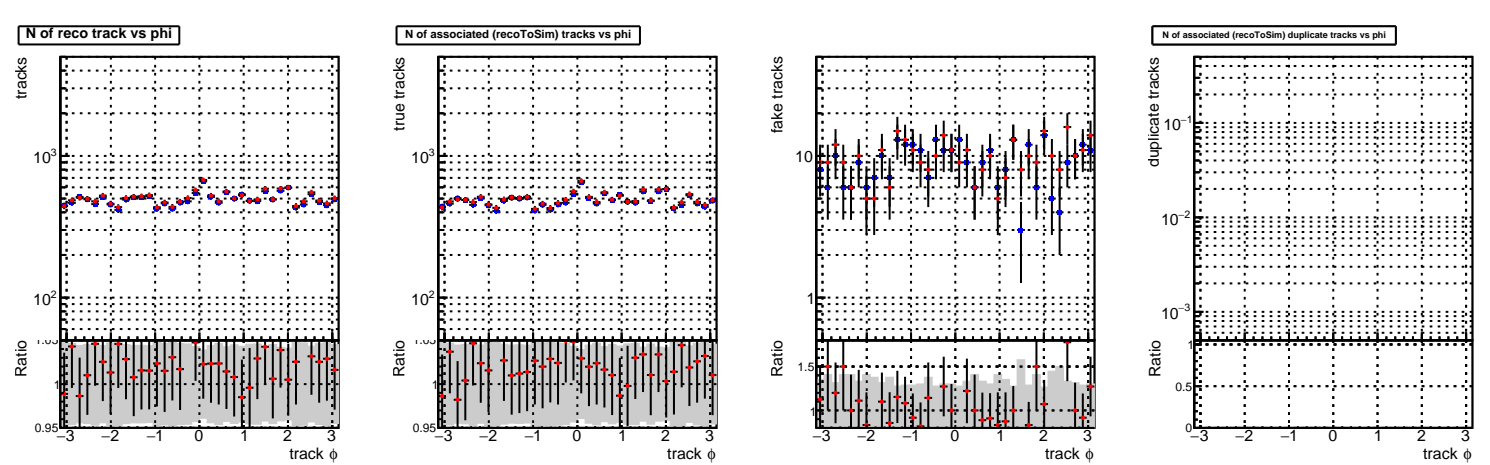 N of reco track vs phi
tracks
10³
10²
Ratio
1
0.95
−3 −2 −1 0 1 2 3
track ϕ
N of associated (recoToSim) tracks vs phi
true tracks
10³
10²
Ratio
1
0.95
−3 −2 −1 0 1 2 3
track ϕ
fake tracks
10
1
Ratio
1.5
1
−3 −2 −1 0 1 2 3
track ϕ
N of associated (recoToSim) duplicate tracks vs phi
duplicate tracks
10⁻¹
10⁻²
10⁻³
Ratio
1
0.5
0
−3 −2 −1 0 1 2 3
track ϕ